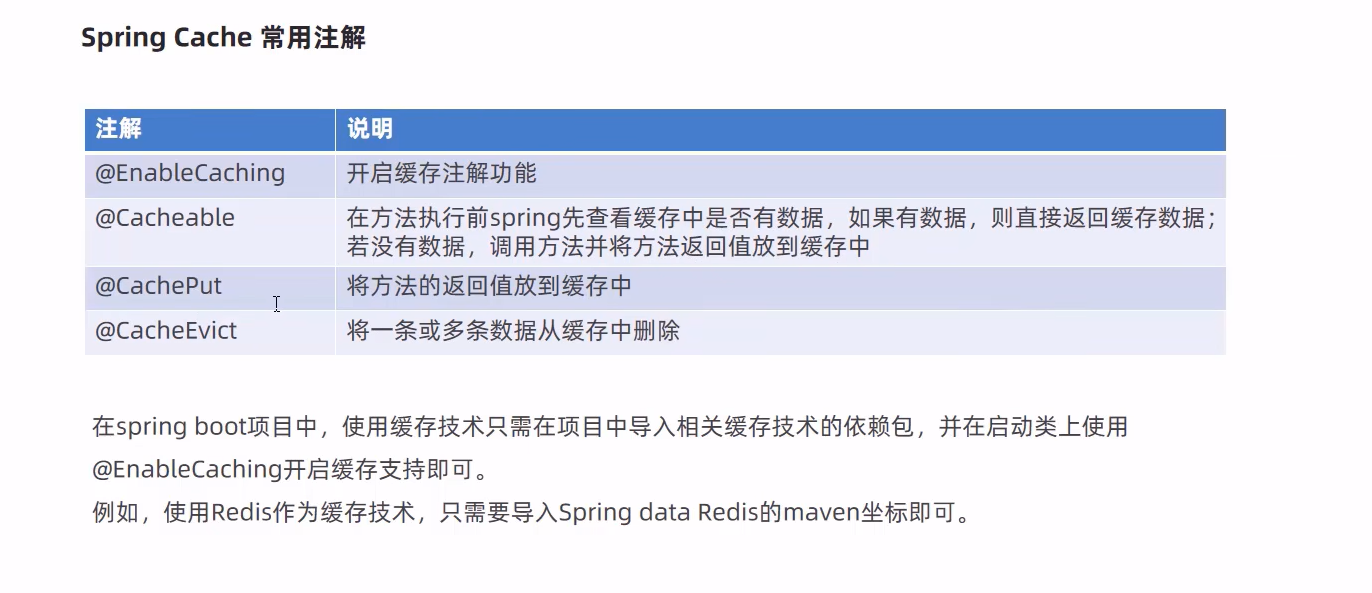 Spring Cache 常用注解
注解 说明
@EnableCaching 开启缓存注解功能
@Cacheable 在方法执行前spring先查看缓存中是否有数据，如果有数据，则直接返回缓存数据；
若没有数据，调用方法并将方法返回值放到缓存中
@CachePut 将方法的返回值放到缓存中
@CacheEvict 将一条或多条数据从缓存中删除
在spring boot项目中，使用缓存技术只需在项目中导入相关缓存技术的依赖包，并在启动类上使用
@EnableCaching开启缓存支持即可。
例如，使用Redis作为缓存技术，只需要导入Spring data Redis的maven坐标即可。